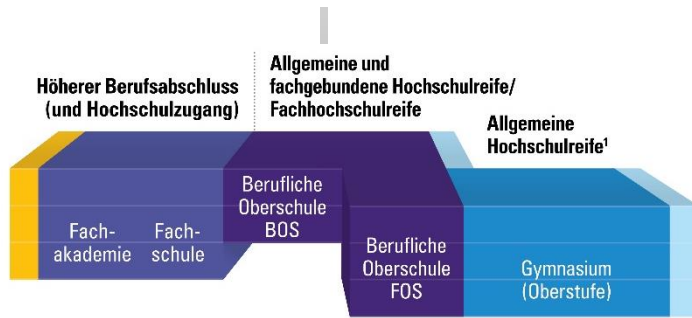 Höherer Berufsabschluss
(und Hochschulzugang)
Allgemeine und
fachgebundene Hochschulreife/
Fachhochschulreife
Allgemeine
Hochschulreife¹
Fach-
akademie
Fach-
schule
Berufliche
Oberschule
BOS
Berufliche
Oberschule
FOS
Gymnasium
(Oberstufe)